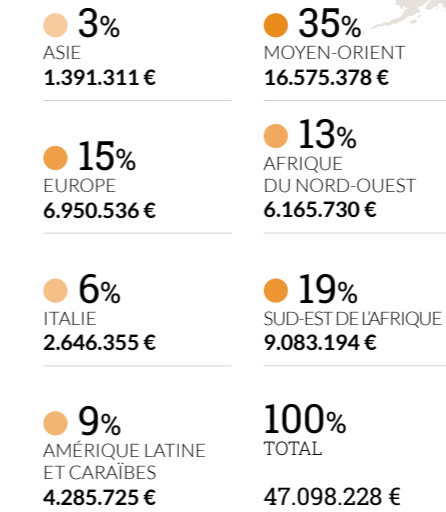 3%
ASIE
1.391.311 €
35%
MOYEN-ORIENT
16.575.378 €
15%
EUROPE
6.950.536 €
13%
AFRIQUE
DU NORD-OUEST
6.165.730 €
6%
ITALIE
2.646.355 €
19%
SUD-EST DE L'AFRIQUE
9.083.194 €
9%
AMÉRIQUE LATINE
ET CARAÏBES
4.285.725 €
100%
TOTAL
47.098.228 €